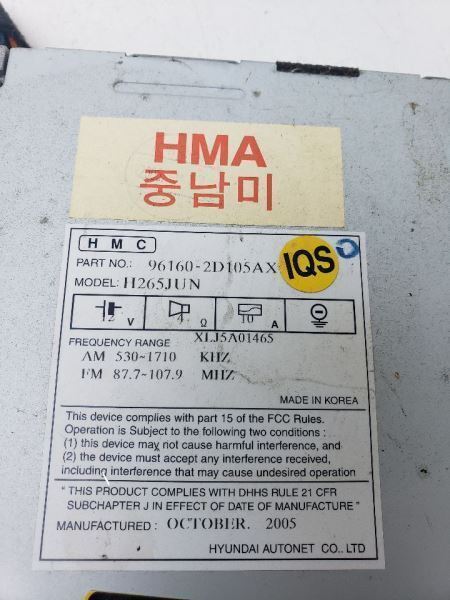 HMA
중남미
HMC
PART NO.: 96160-2D105AX
IQS
MODEL: H265JUN
12 V 4 Ω 10 A
XLJ5A01465
FREQUENCY RANGE
AM 530~1710 KHZ
FM 87.7~107.9 MHZ
MADE IN KOREA
This device complies with part 15 of the FCC Rules.
Operation is Subject to the following two conditions :
(1) this device may not cause harmful interference, and
(2) the device must accept any interference received,
including interference that may cause undesired operation
" THIS PRODUCT COMPLIES WITH DHHS RULE 21 CFR
SUBCHAPTER J IN EFFECT OF DATE OF MANUFACTURE "
MANUFACTURED : OCTOBER. 2005
HYUNDAI AUTONET CO., LTD